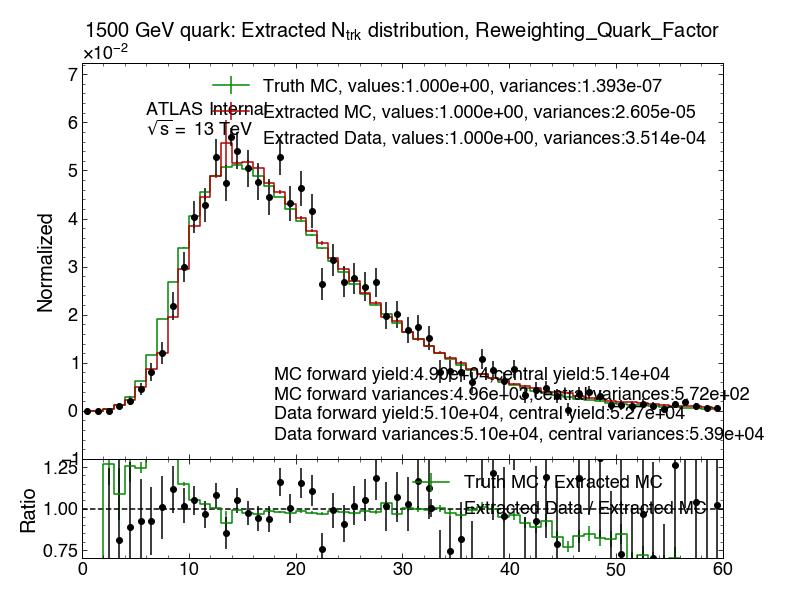 1500 GeV quark: Extracted N_trk distribution, Reweighting_Quark_Factor
×10⁻²
Truth MC, values:1.000e+00, variances:1.393e-07
ATLAS Internal
Extracted MC, values:1.000e+00, variances:2.605e-05
√s = 13 TeV
Extracted Data, values:1.000e+00, variances:3.514e-04
7
6
5
4
3
2
1
0
Normalized
MC forward yield:4.90e+04, central yield:5.14e+04
MC forward variances:4.96e+04, central variances:5.72e+02
Data forward yield:5.10e+04, central yield:5.27e+04
Data forward variances:5.10e+04, central variances:5.39e+04
1.25
1.00
0.75
Ratio
Truth MC / Extracted MC
Extracted Data / Extracted MC
0 10 20 30 40 50 60